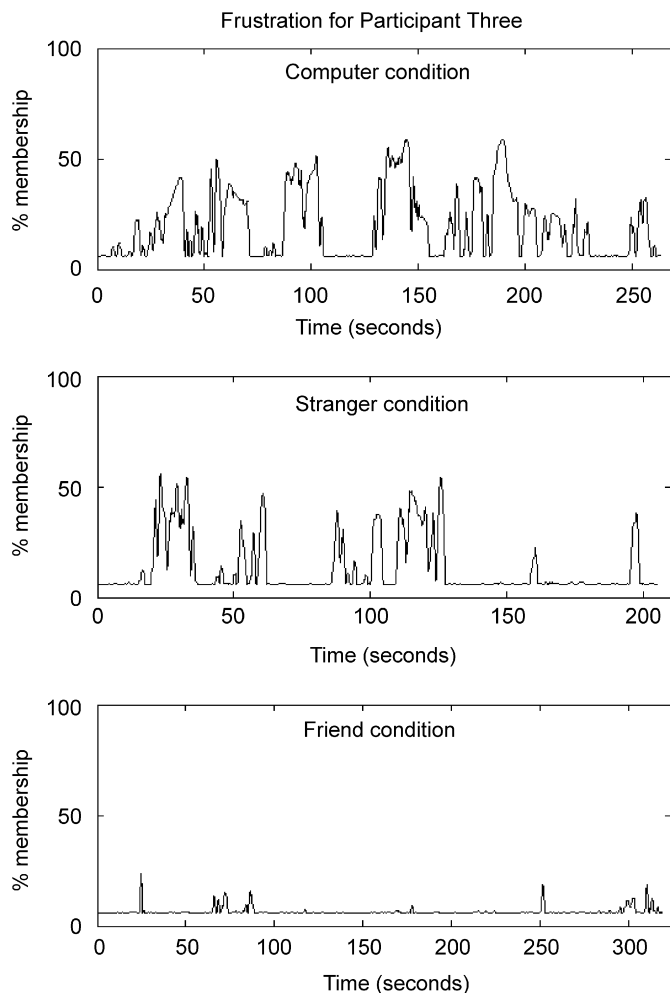 Frustration for Participant Three
100
Computer condition
% membership
50
0
0 50 100 150 200 250
Time (seconds)
100
Stranger condition
% membership
50
0
0 50 100 150 200
Time (seconds)
100
Friend condition
% membership
50
0
0 50 100 150 200 250 300
Time (seconds)